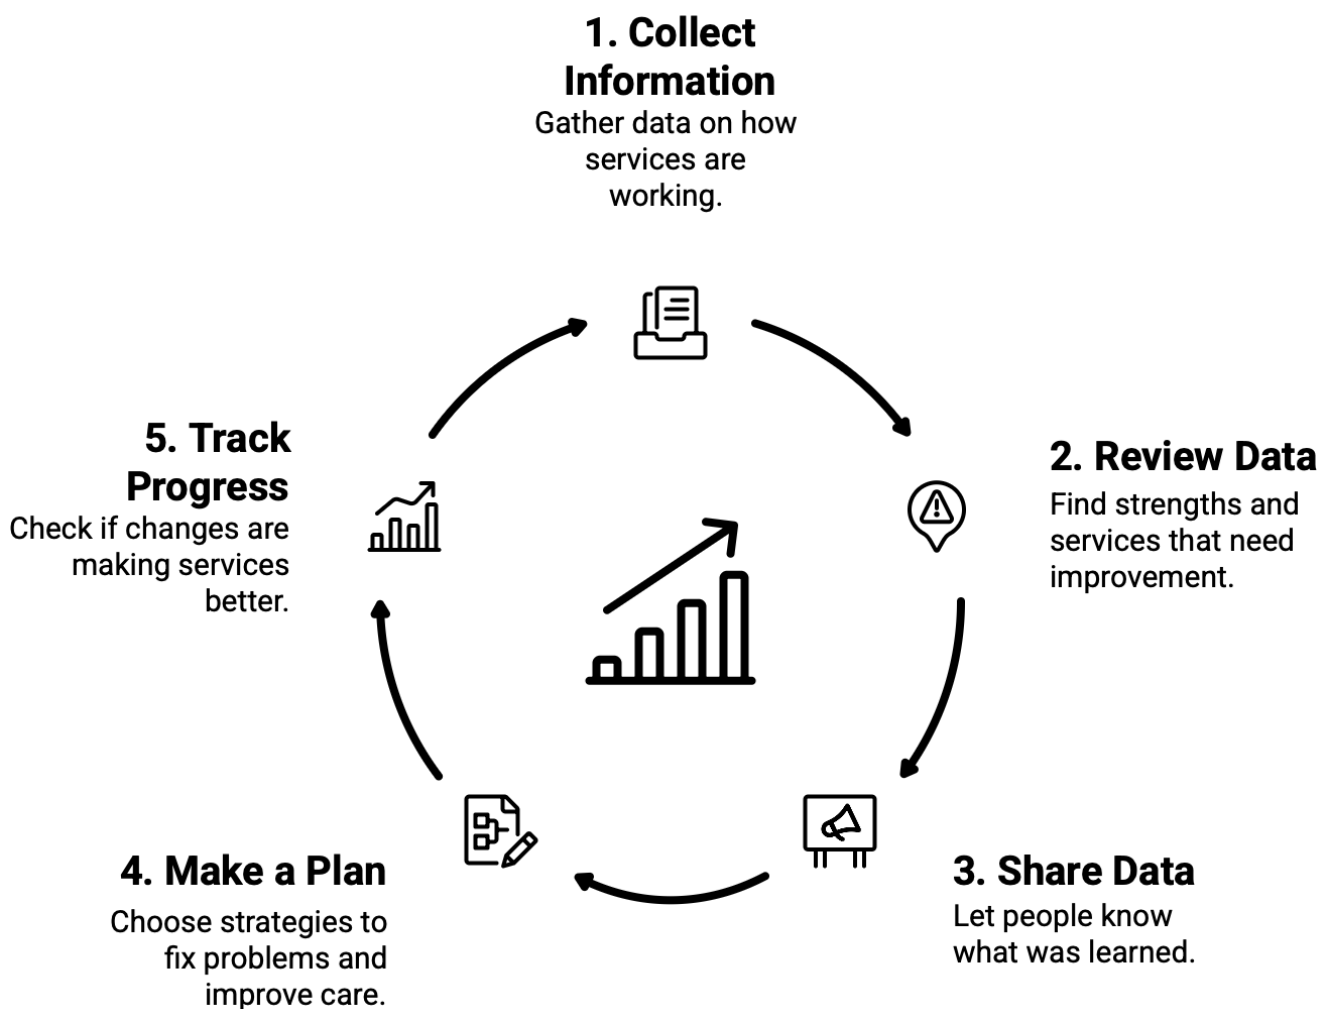 1. Collect
Information
Gather data on how
services are
working.
2. Review Data
Find strengths and
services that need
improvement.
3. Share Data
Let people know
what was learned.
4. Make a Plan
Choose strategies to
fix problems and
improve care.
5. Track
Progress
Check if changes are
making services
better.